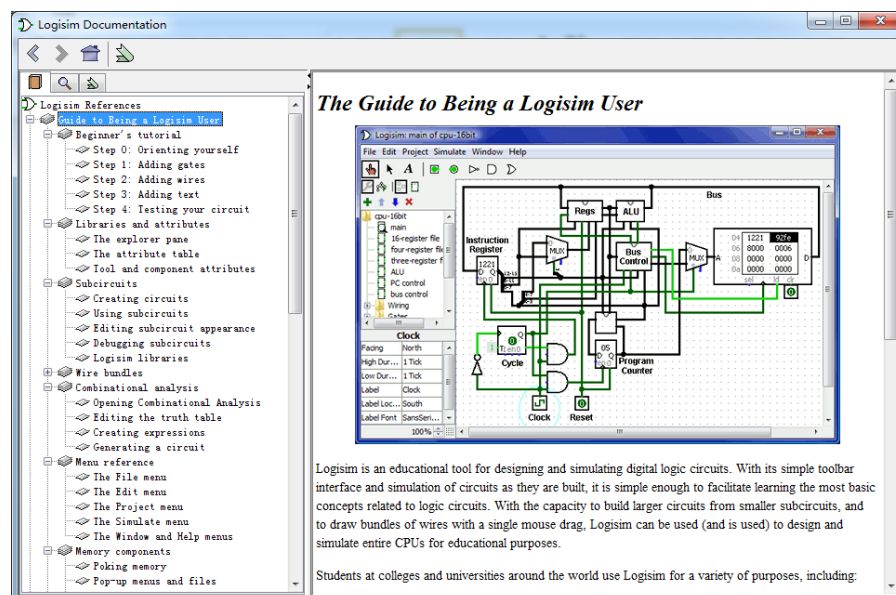 Logisim Documentation
Logisim References
Guide to Being a Logisim User
Beginner's tutorial
Step 0: Orienting yourself
Step 1: Adding gates
Step 2: Adding wires
Step 3: Adding text
Step 4: Testing your circuit
Libraries and attributes
The explorer pane
The attribute table
Tool and component attributes
Subcircuits
Creating circuits
Using subcircuits
Editing subcircuit appearance
Debugging subcircuits
Logisim libraries
Wire bundles
Combinational analysis
Opening Combinational Analysis
Editing the truth table
Creating expressions
Generating a circuit
Menu reference
The File menu
The Edit menu
The Project menu
The Simulate menu
The Window and Help menus
Memory components
Poking memory
Pop-up menus and files
The Guide to Being a Logisim User
Logisim: main of cpu-16bit
File Edit Project Simulate Window Help
A
cpu-16bit
main
16-register file
four-register fil
three-register f
ALU
PC control
bus control
Wiring
Gates
Clock
Facing North
High Dur... 1 Tick
Low Dur... 1 Tick
Label Clock
Label Loc... South
Label Font SansSeri...
100%
Bus
Regs
ALU
Instruction
Register
1221
D Q
MUX
Bus
Control
MUX
A
04 1221 92fe
06 8000 0006
08 0000 0000
0a 0000 0000
D
sel ld clr
0
Q
0
Cycle
05
D Q
Program
Counter
Clock
0
Reset
Logisim is an educational tool for designing and simulating digital logic circuits. With its simple toolbar
interface and simulation of circuits as they are built, it is simple enough to facilitate learning the most basic
concepts related to logic circuits. With the capacity to build larger circuits from smaller subcircuits, and
to draw bundles of wires with a single mouse drag, Logisim can be used (and is used) to design and
simulate entire CPUs for educational purposes.
Students at colleges and universities around the world use Logisim for a variety of purposes, including: